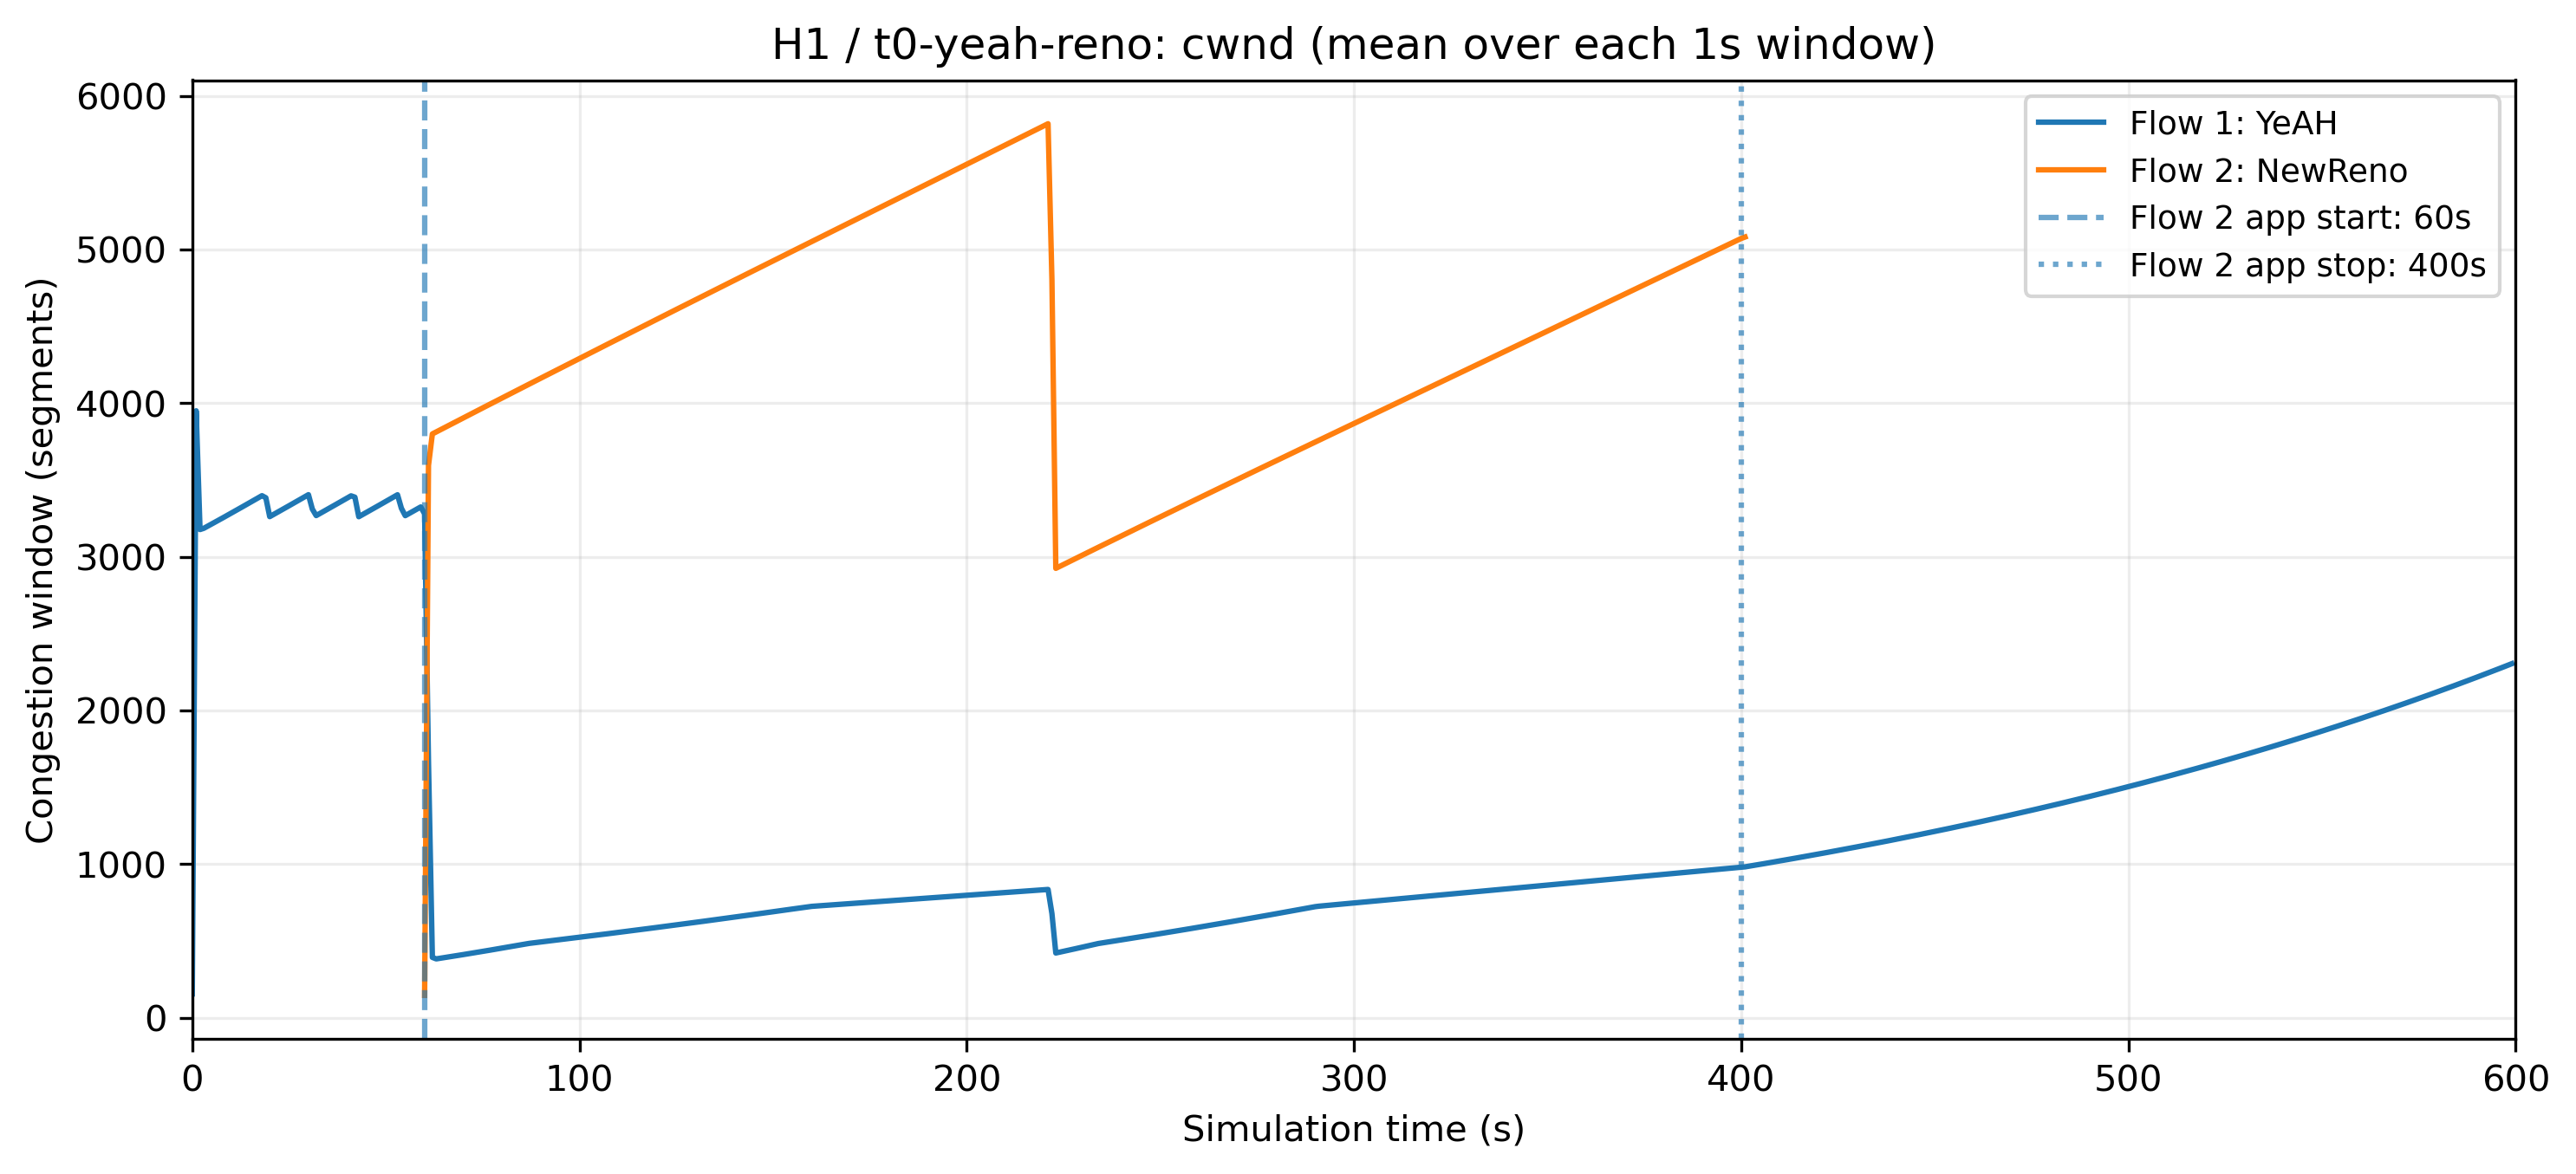 H1 / t0-yeah-reno: cwnd (mean over each 1s window)
Congestion window (segments)
6000
5000
4000
3000
2000
1000
0
Flow 1: YeAH
Flow 2: NewReno
Flow 2 app start: 60s
Flow 2 app stop: 400s
0 100 200 300 400 500 600
Simulation time (s)